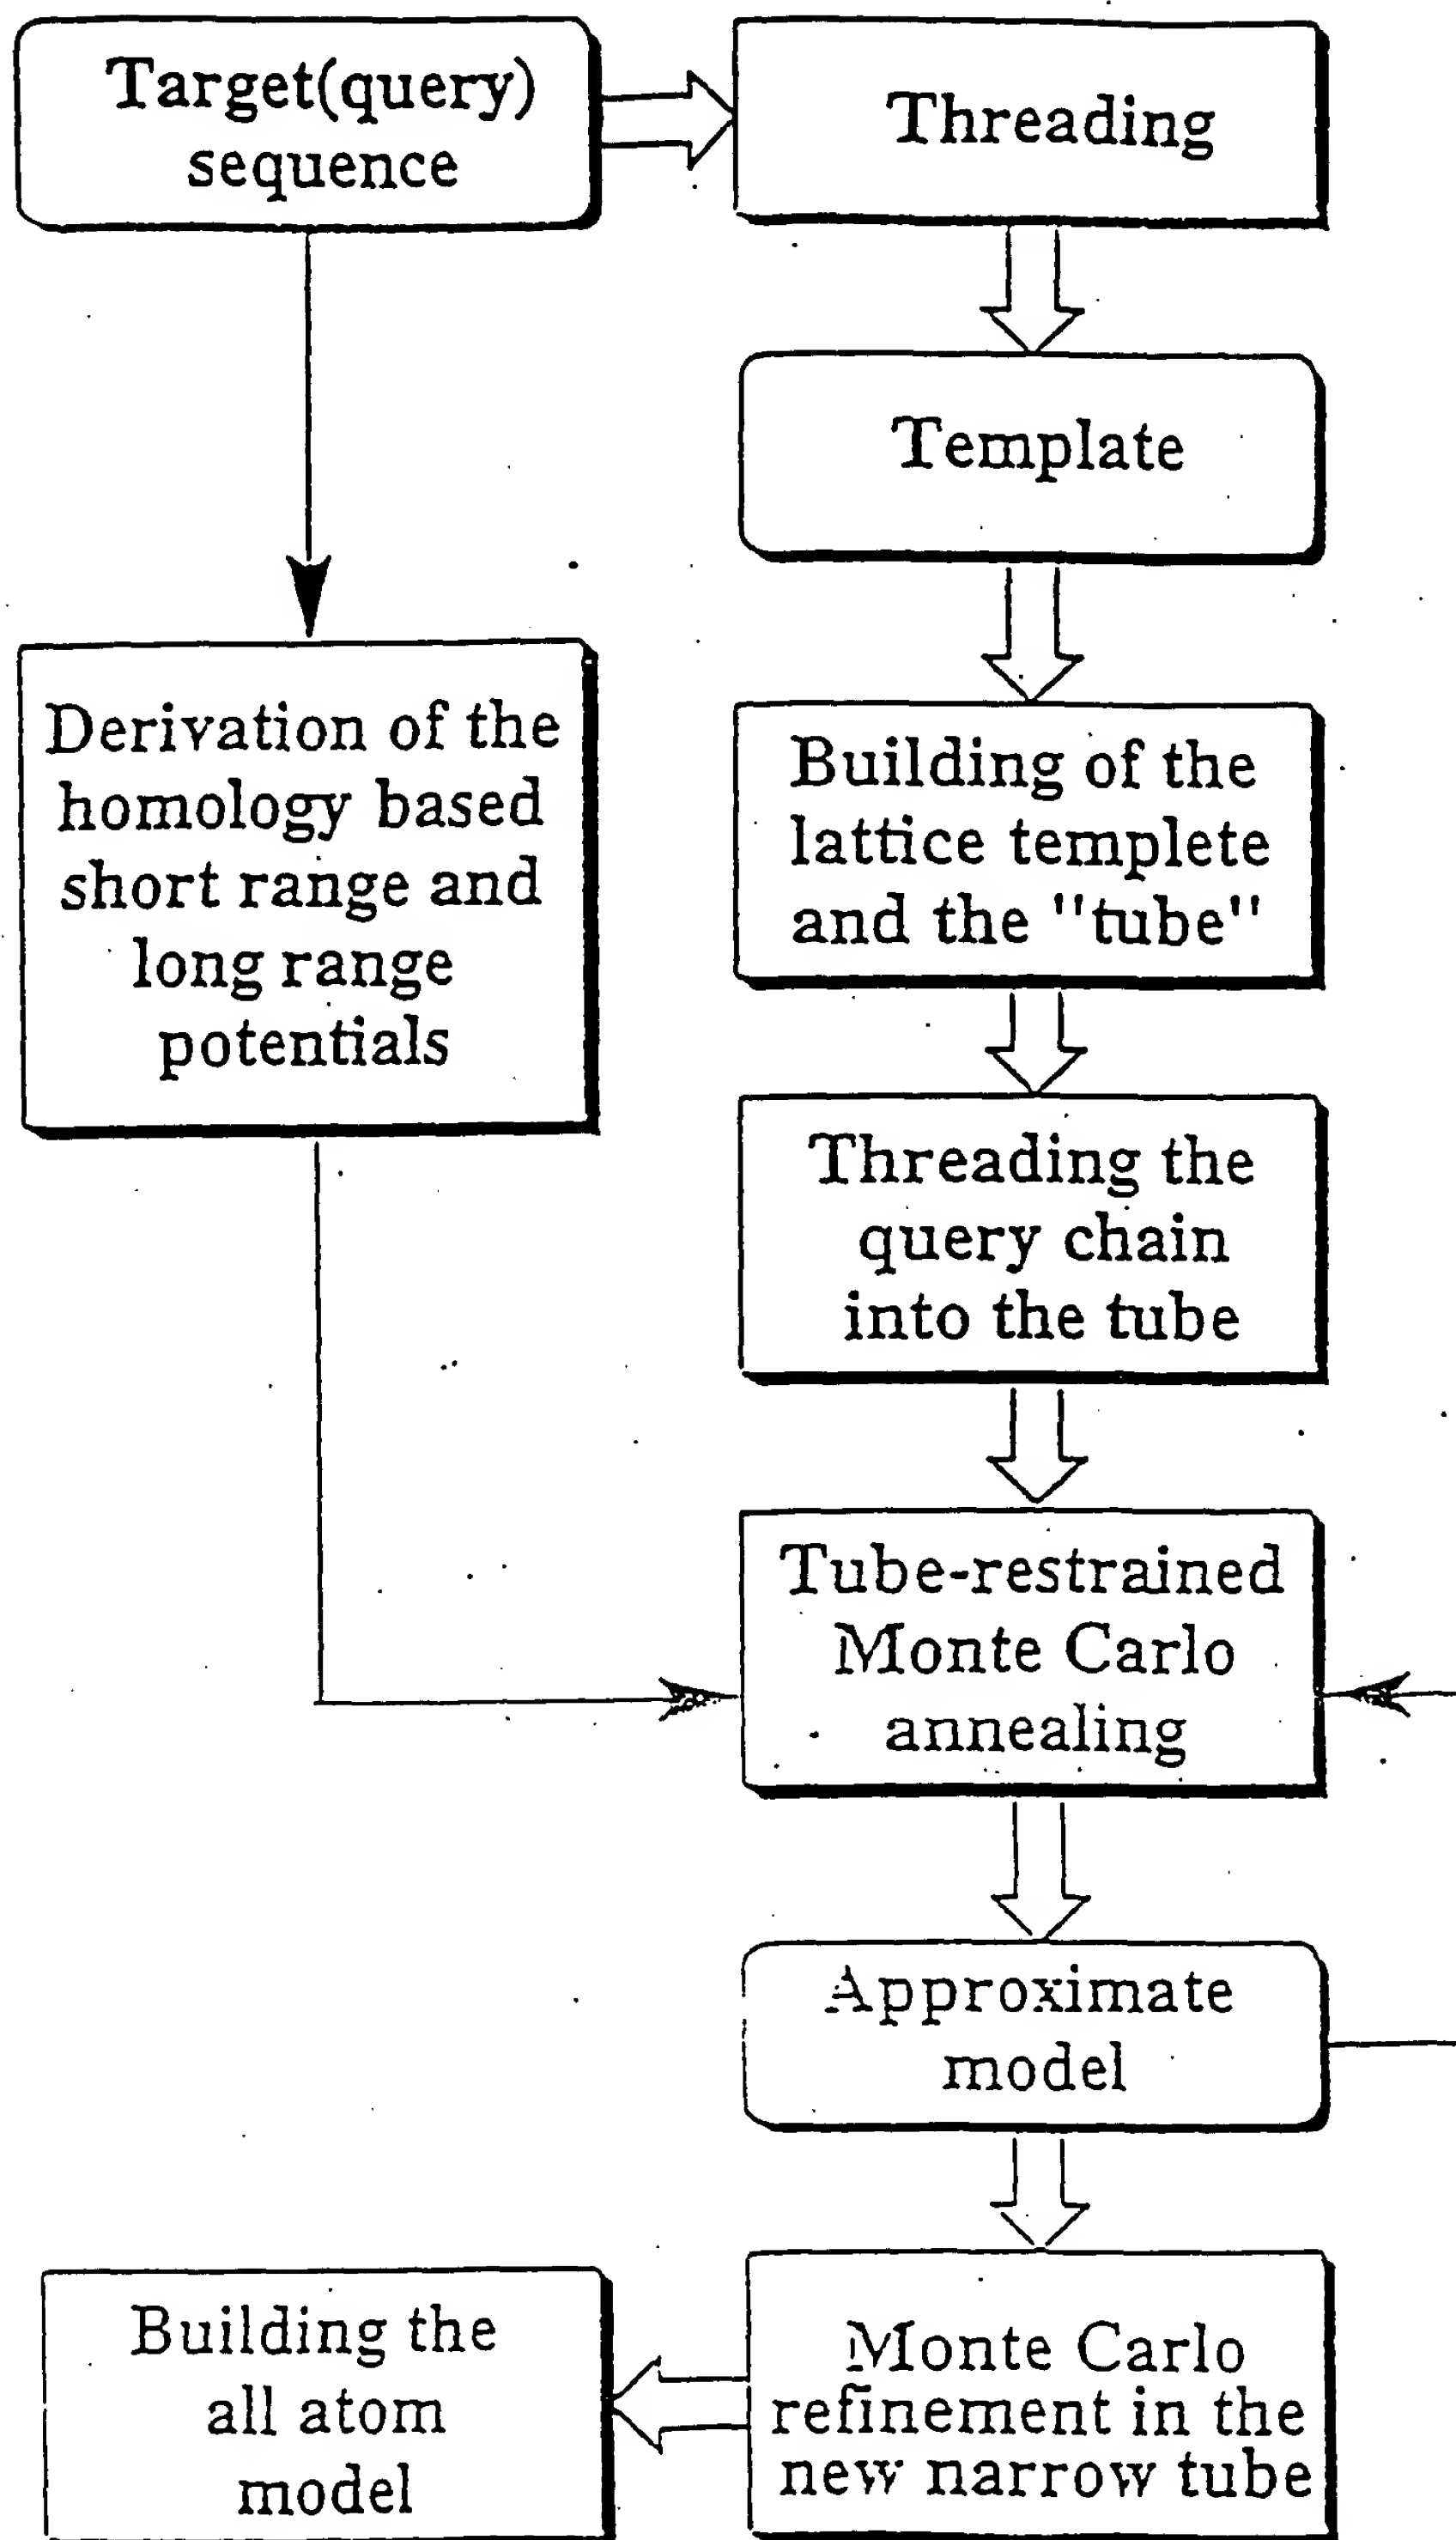 Target(query)
sequence
Threading
Template
Derivation of the
homology based
short range and
long range
potentials
Building of the
lattice templete
and the "tube"
Threading the
query chain
into the tube
Tube-restrained
Monte Carlo
annealing
Approximate
model
Monte Carlo
refinement in the
new narrow tube
Building the
all atom
model